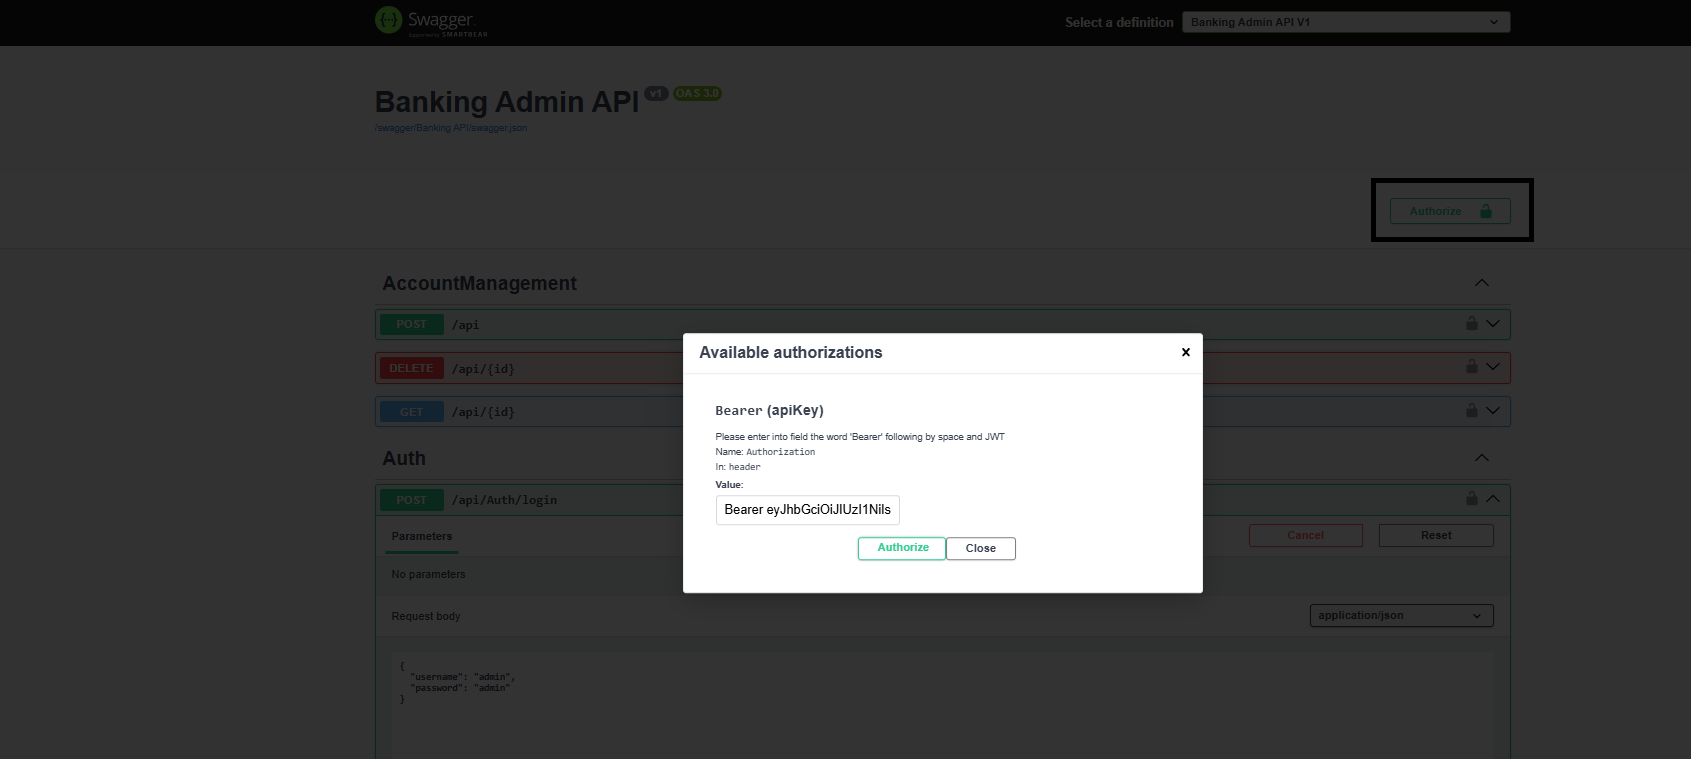 Swagger.
Supported by SMARTBEAR
Select a definition
Banking Admin API V1
Banking Admin API v1 OAS 3.0
/swagger/Banking API/swagger.json
Authorize
AccountManagement
POST /api
DELETE /api/{id}
GET /api/{id}
Auth
POST /api/Auth/login
Parameters
Cancel
Reset
No parameters
Request body
application/json
{
"username": "admin",
"password": "admin"
}
Available authorizations
Bearer (apiKey)
Please enter into field the word 'Bearer' following by space and JWT
Name: Authorization
In: header
Value:
Bearer eyJhbGciOiJIUzI1NiIs
Authorize
Close